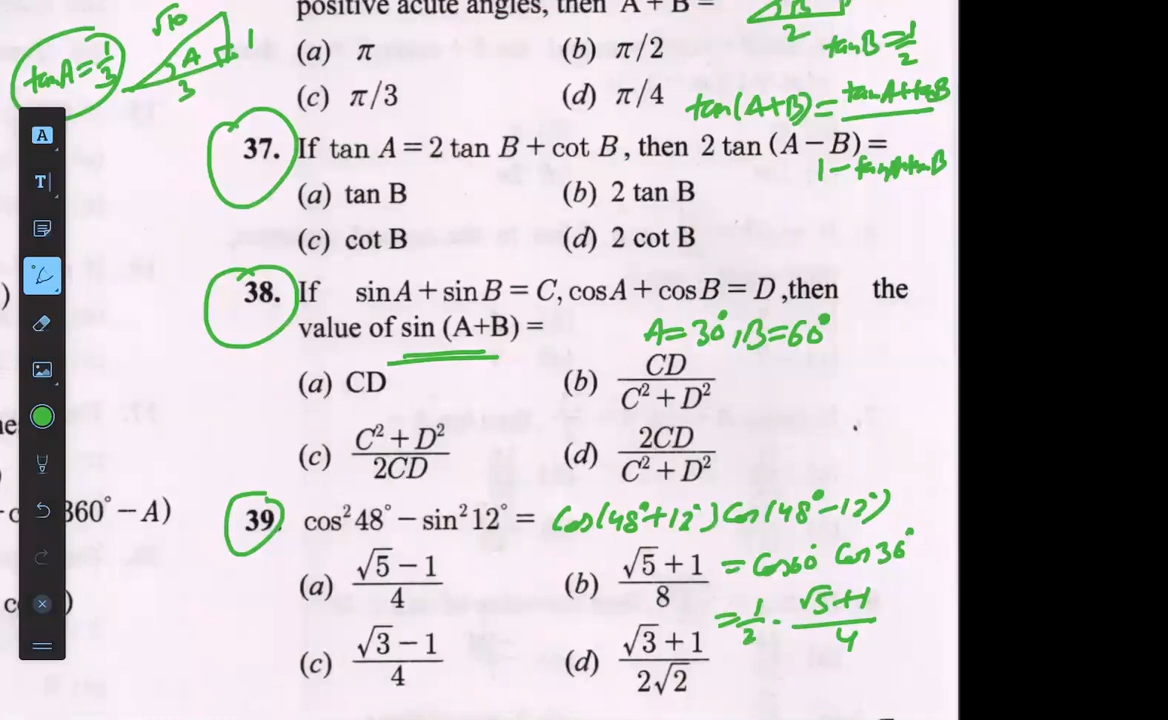 positive acute angles, then A + B =
√10
1
A
3
tanA = 1/3
B
2
tanB = 1/2
(a) π
(b) π/2
(c) π/3
(d) π/4
tan(A+B) = tanA+tanB
1 - tanAtanB
37. If tan A = 2 tan B + cot B, then 2 tan (A − B) =
(a) tan B
(b) 2 tan B
(c) cot B
(d) 2 cot B
38. If sin A + sin B = C, cos A + cos B = D ,then the
value of sin (A+B) =
A = 30°, B = 60°
(a) CD
(b) CD / C² + D²
(c) C² + D² / 2CD
(d) 2CD / C² + D²
360° − A)
39. cos² 48° − sin² 12° = Cos(48°+12°) Cos(48°−12°)
(a) √5 − 1 / 4
(b) √5 + 1 / 8
= Cos60° Cos36°
= 1/2 · √5+1 / 4
(c) √3 − 1 / 4
(d) √3 + 1 / 2√2
A
T